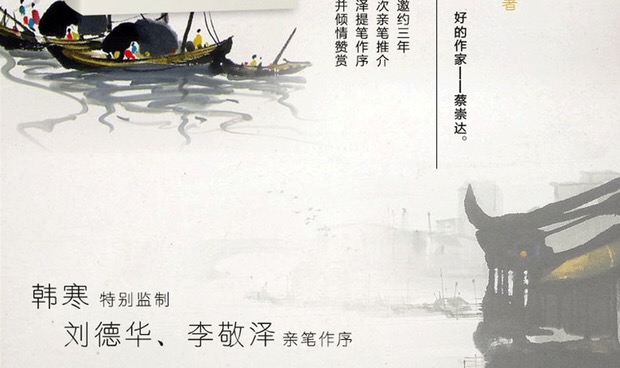 著
好的作家——蔡崇达。
邀约三年
次亲笔推介
泽提笔作序
并倾情赞赏
韩寒 特别监制
刘德华、李敬泽 亲笔作序